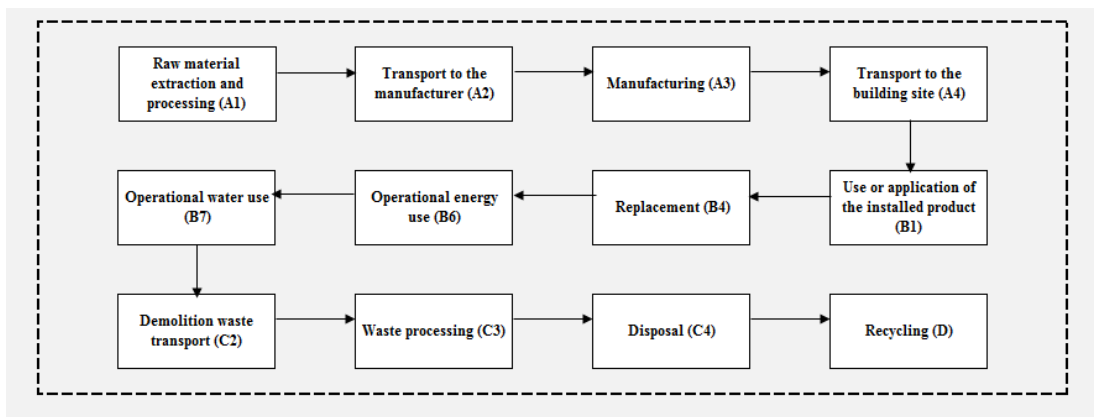 Raw material
extraction and
processing (A1)
Transport to the
manufacturer (A2)
Manufacturing (A3)
Transport to the
building site (A4)
Operational water use
(B7)
Operational energy
use (B6)
Replacement (B4)
Use or application of
the installed product
(B1)
Demolition waste
transport (C2)
Waste processing (C3)
Disposal (C4)
Recycling (D)